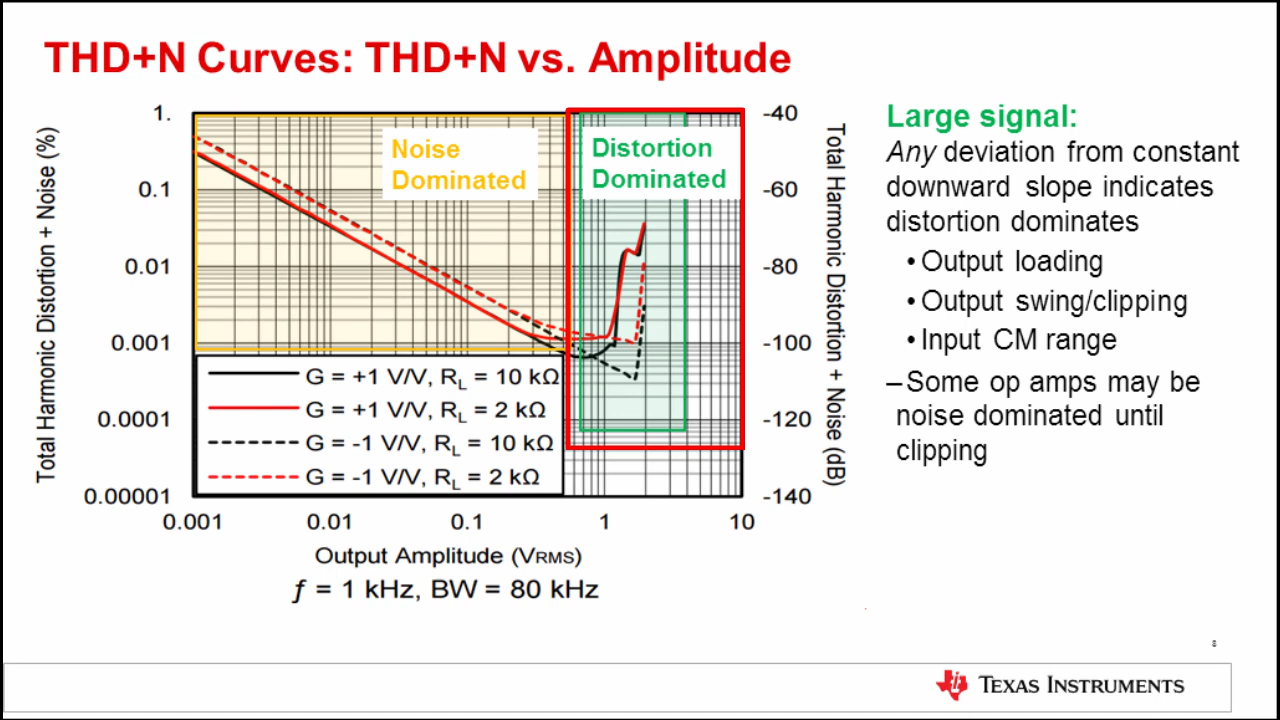 THD+N Curves: THD+N vs. Amplitude
Total Harmonic Distortion + Noise (%)
1.
0.1
0.01
0.001
0.0001
0.00001
Noise
Dominated
Distortion
Dominated
G = +1 V/V, RL = 10 kΩ
G = +1 V/V, RL = 2 kΩ
G = -1 V/V, RL = 10 kΩ
G = -1 V/V, RL = 2 kΩ
-40
-60
-80
-100
-120
-140
Total Harmonic Distortion + Noise (dB)
0.001 0.01 0.1 1 10
Output Amplitude (VRMS)
f = 1 kHz, BW = 80 kHz
Large signal:
Any deviation from constant
downward slope indicates
distortion dominates
• Output loading
• Output swing/clipping
• Input CM range
– Some op amps may be
noise dominated until
clipping
8
TEXAS INSTRUMENTS